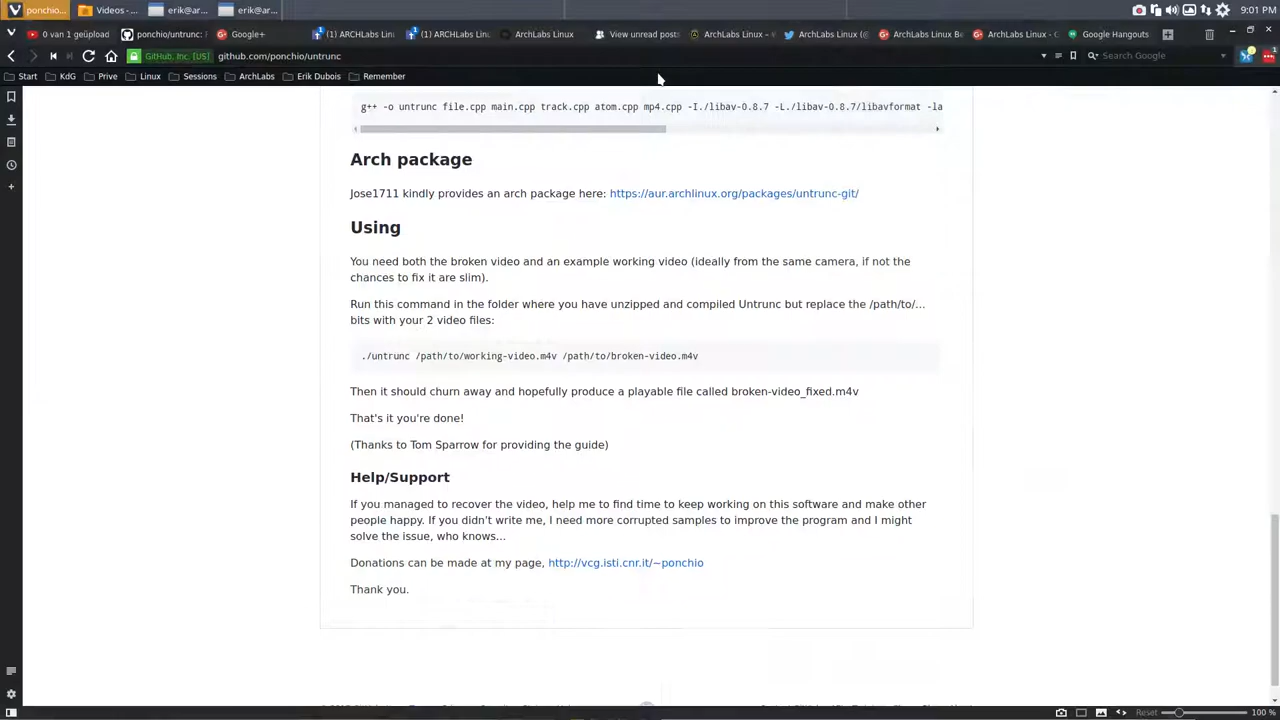 ponchio...
Videos - ...
erik@ar...
erik@ar...
9:01 PM
0 van 1 geüpload
ponchio/untrunc: F
Google+
(1) ARCHLabs Lin
(1) ARCHLabs Lin
ArchLabs Linux
View unread posts
ArchLabs Linux –
ArchLabs Linux (@
ArchLabs Linux Be
ArchLabs Linux - C
Google Hangouts
GitHub, Inc. [US]
github.com/ponchio/untrunc
Search Google
Start
KdG
Prive
Linux
Sessions
ArchLabs
Erik Dubois
Remember
g++ -o untrunc file.cpp main.cpp track.cpp atom.cpp mp4.cpp -I./libav-0.8.7 -L./libav-0.8.7/libavformat -la
Arch package
Jose1711 kindly provides an arch package here: https://aur.archlinux.org/packages/untrunc-git/
Using
You need both the broken video and an example working video (ideally from the same camera, if not the
chances to fix it are slim).
Run this command in the folder where you have unzipped and compiled Untrunc but replace the /path/to/...
bits with your 2 video files:
./untrunc /path/to/working-video.m4v /path/to/broken-video.m4v
Then it should churn away and hopefully produce a playable file called broken-video_fixed.m4v
That's it you're done!
(Thanks to Tom Sparrow for providing the guide)
Help/Support
If you managed to recover the video, help me to find time to keep working on this software and make other
people happy. If you didn't write me, I need more corrupted samples to improve the program and I might
solve the issue, who knows...
Donations can be made at my page, http://vcg.isti.cnr.it/~ponchio
Thank you.
Reset
100 %